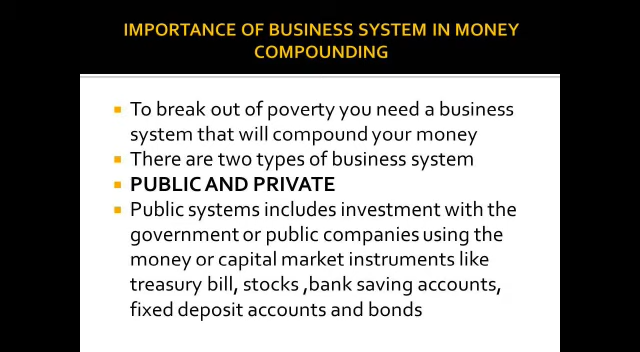 IMPORTANCE OF BUSINESS SYSTEM IN MONEY
COMPOUNDING
To break out of poverty you need a business
system that will compound your money
There are two types of business system
PUBLIC AND PRIVATE
Public systems includes investment with the
government or public companies using the
money or capital market instruments like
treasury bill, stocks ,bank saving accounts,
fixed deposit accounts and bonds